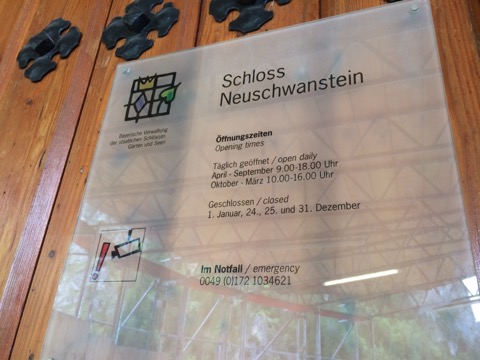 Schloss
Neuschwanstein
Bayerische Verwaltung
der staatlichen Schlösser,
Gärten und Seen
Öffnungszeiten
Opening times
Täglich geöffnet / open daily
April - September 9.00-18.00 Uhr
Oktober - März 10.00-16.00 Uhr
Geschlossen / closed
1. Januar, 24., 25. und 31. Dezember
Im Notfall / emergency
0049 (0)172 1034621